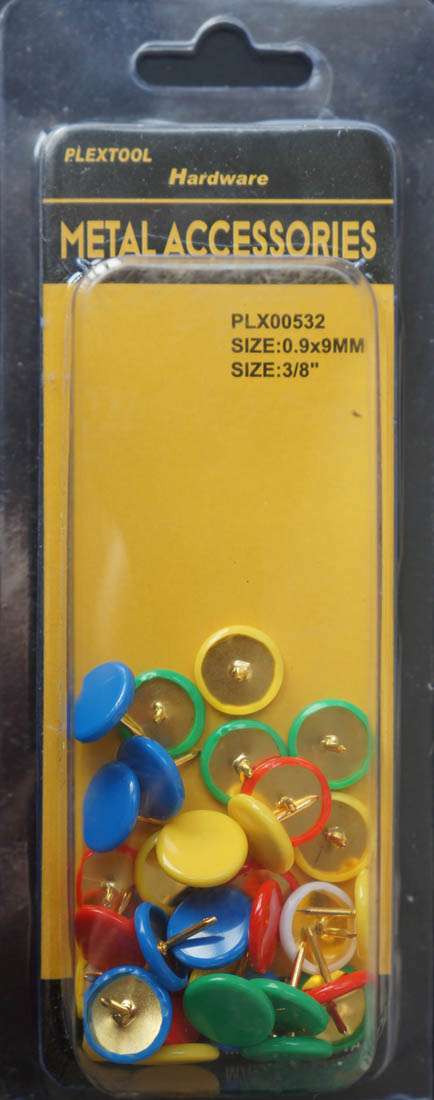 PLEXTOOL
Hardware
METAL ACCESSORIES
PLX00532
SIZE:0.9x9MM
SIZE:3/8"